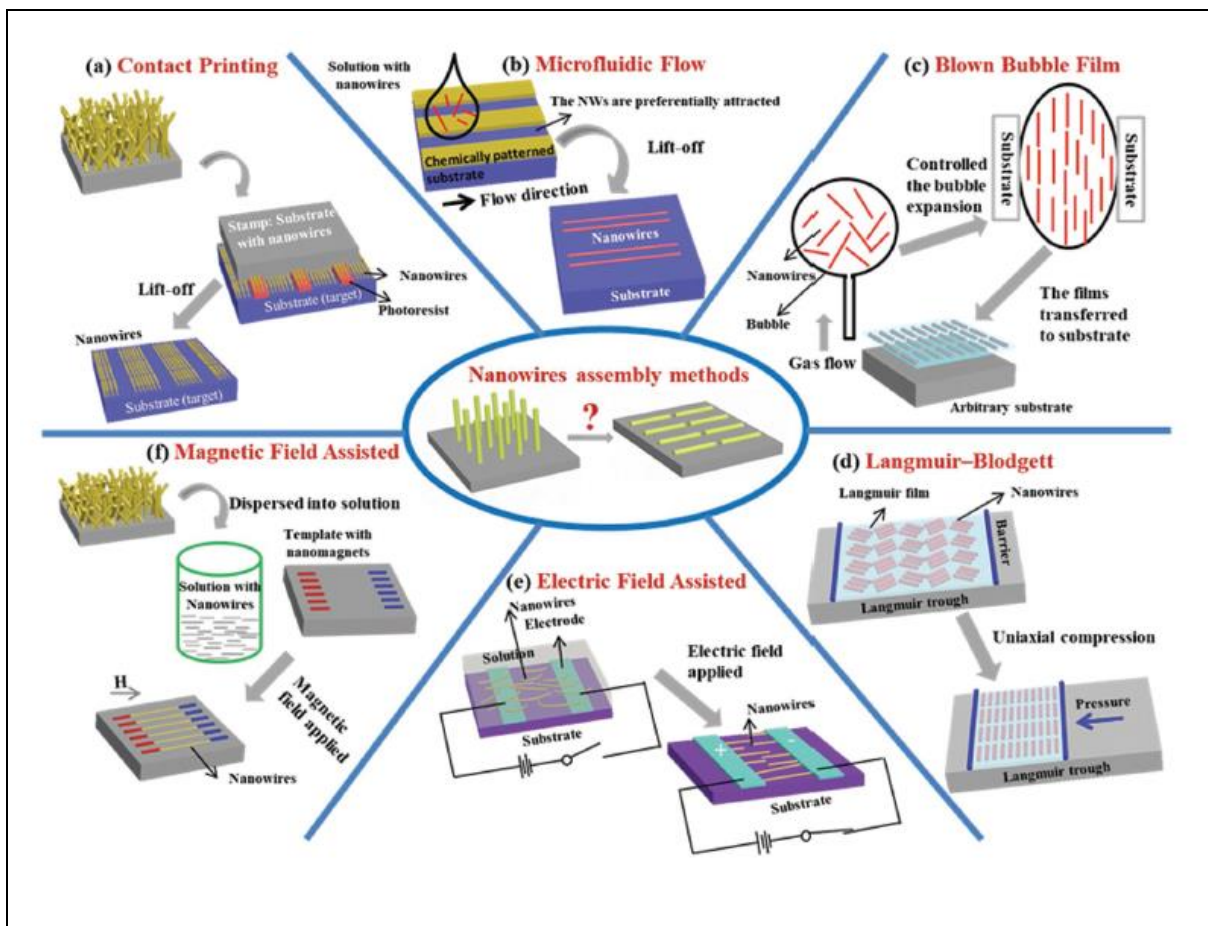 (a) Contact Printing
Stamp: Substrate
with nanowires
Nanowires
Lift-off
Substrate (target)
Photoresist
Nanowires
Substrate (target)
Solution with
nanowires
(b) Microfluidic Flow
The NWs are preferentially attracted
Chemically patterned
substrate
Lift-off
Flow direction
Nanowires
Substrate
(c) Blown Bubble Film
Substrate
Substrate
Controlled
the bubble
expansion
Nanowires
Bubble
Gas flow
The films
transferred
to substrate
Arbitrary substrate
Nanowires assembly methods
?
(d) Langmuir–Blodgett
Langmuir film
Nanowires
Barrier
Langmuir trough
Uniaxial compression
Pressure
Langmuir trough
(e) Electric Field Assisted
Nanowires
Electrode
Solution
Electric field
applied
Substrate
Nanowires
+
-
Substrate
(f) Magnetic Field Assisted
Dispersed into solution
Template with
nanomagnets
Solution with
Nanowires
H
Magnetic
field applied
Nanowires